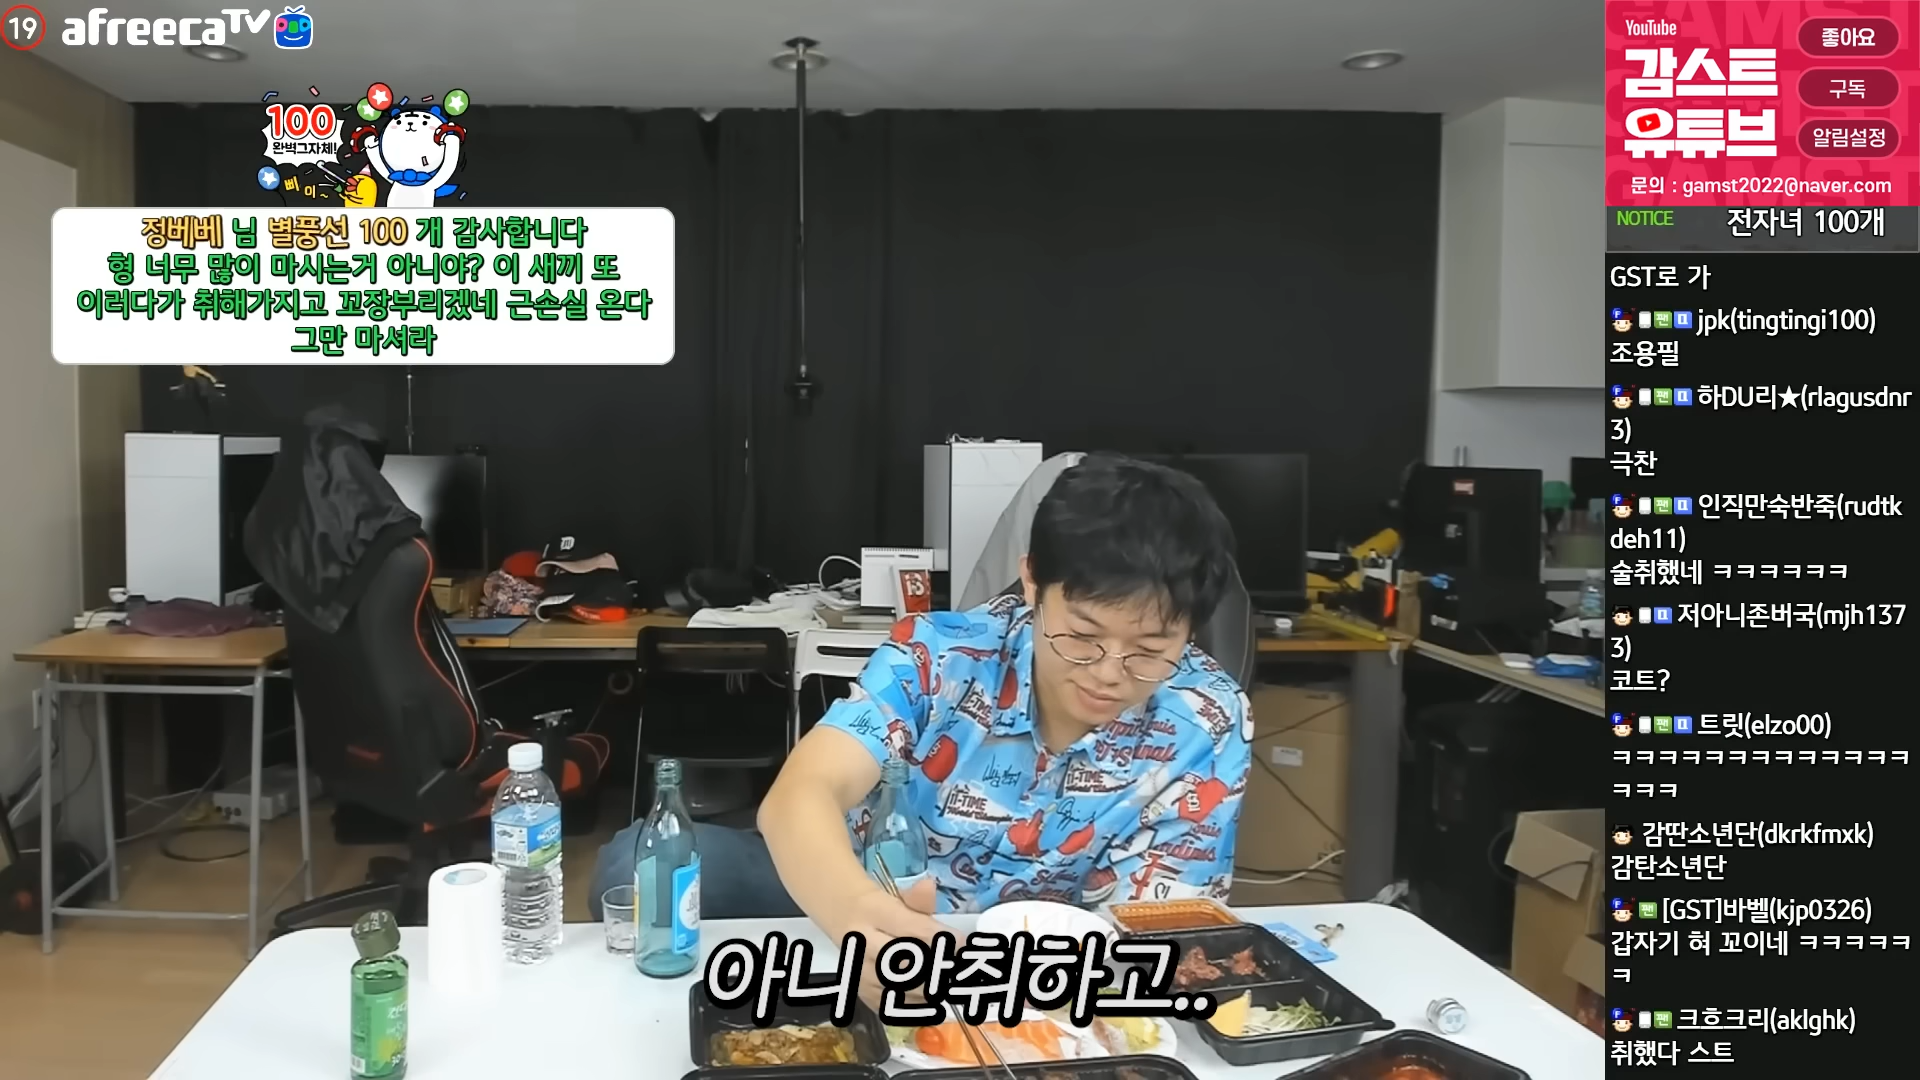 19 afreecaTV
100
완벽그자체!
삐 이~
정베베 님 별풍선 100 개 감사합니다
형 너무 많이 마시는거 아니야? 이 새끼 또
이러다가 취해가지고 꼬장부리겠네 근손실 온다
그만 마셔라
아니 안취하고..
YouTube
감스트
유튜브
좋아요
구독
알림설정
문의 : gamst2022@naver.com
NOTICE 전자녀 100개
GST로 가
jpk(tingtingi100)
조용필
하DU리★(rlagusdnr
3)
극찬
인직만숙반죽(rudtk
deh11)
술취했네 ㅋㅋㅋㅋㅋㅋ
저아니존버국(mjh137
3)
코트?
트릿(elzo00)
ㅋㅋㅋㅋㅋㅋㅋㅋㅋㅋㅋㅋㅋ
ㅋㅋㅋ
감딴소년단(dkrkfmxk)
감탄소년단
[GST]바벨(kjp0326)
갑자기 혀 꼬이네 ㅋㅋㅋㅋㅋ
ㅋ
크흐크리(aklghk)
취했다 스트